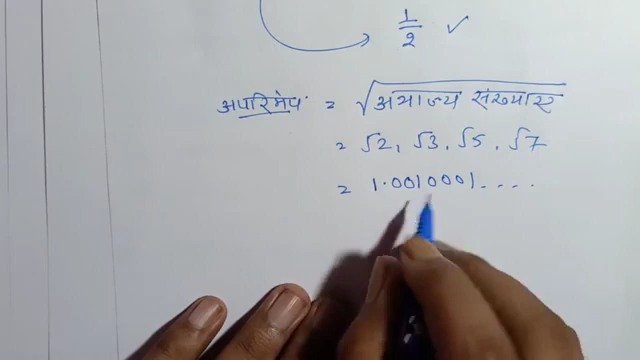 1/2 ✓
अपरिमेय = √अभाज्य संख्याए
= √2, √3, √5, √7
= 1.0010001....